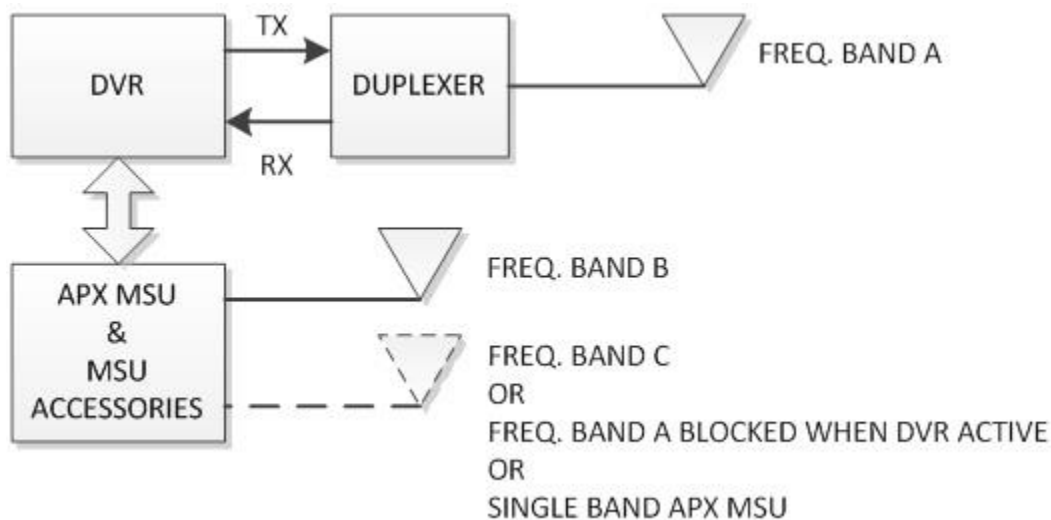 DVR
TX
RX
DUPLEXER
FREQ. BAND A
APX MSU
&
MSU
ACCESSORIES
FREQ. BAND B
FREQ. BAND C
OR
FREQ. BAND A BLOCKED WHEN DVR ACTIVE
OR
SINGLE BAND APX MSU